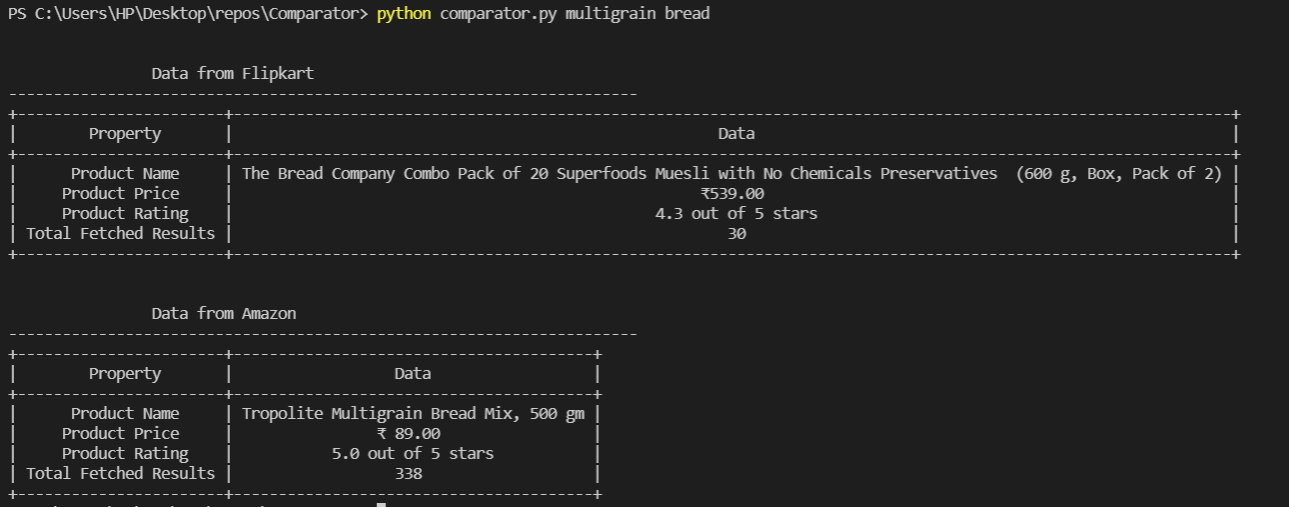 PS C:\Users\HP\Desktop\repos\Comparator> python comparator.py multigrain bread
Data from Flipkart
---------------------------------------------------------------------
Property | Data
Product Name | The Bread Company Combo Pack of 20 Superfoods Muesli with No Chemicals Preservatives  (600 g, Box, Pack of 2)
Product Price | ₹539.00
Product Rating | 4.3 out of 5 stars
Total Fetched Results | 30
Data from Amazon
---------------------------------------------------------------------
Property | Data
Product Name | Tropolite Multigrain Bread Mix, 500 gm
Product Price | ₹ 89.00
Product Rating | 5.0 out of 5 stars
Total Fetched Results | 338